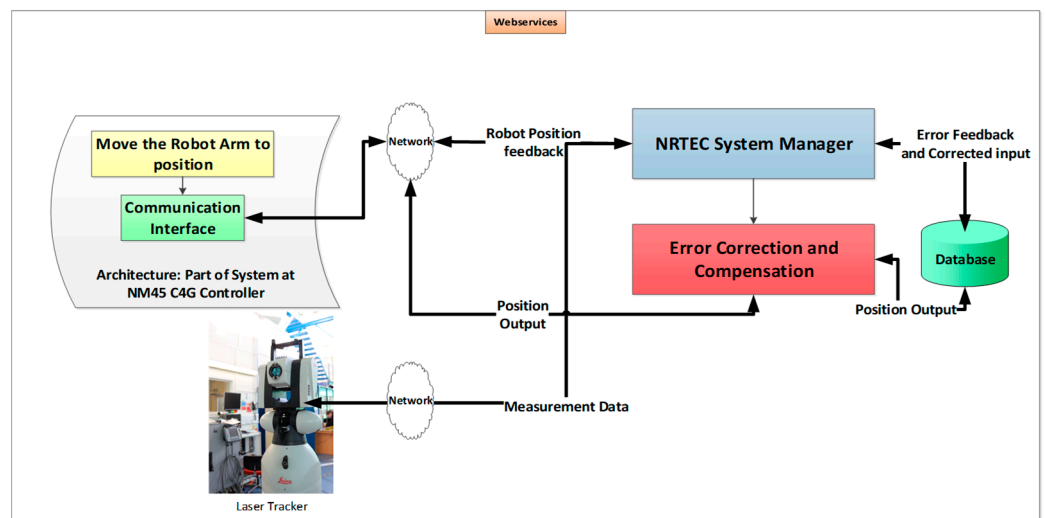 Webservices
Move the Robot Arm to
position
Communication
Interface
Architecture: Part of System at
NM45 C4G Controller
Network
Robot Position
feedback
NRTEC System Manager
Error Feedback
and Corrected input
Error Correction and
Compensation
Database
Position Output
Position
Output
Network
Measurement Data
Leica
Laser Tracker